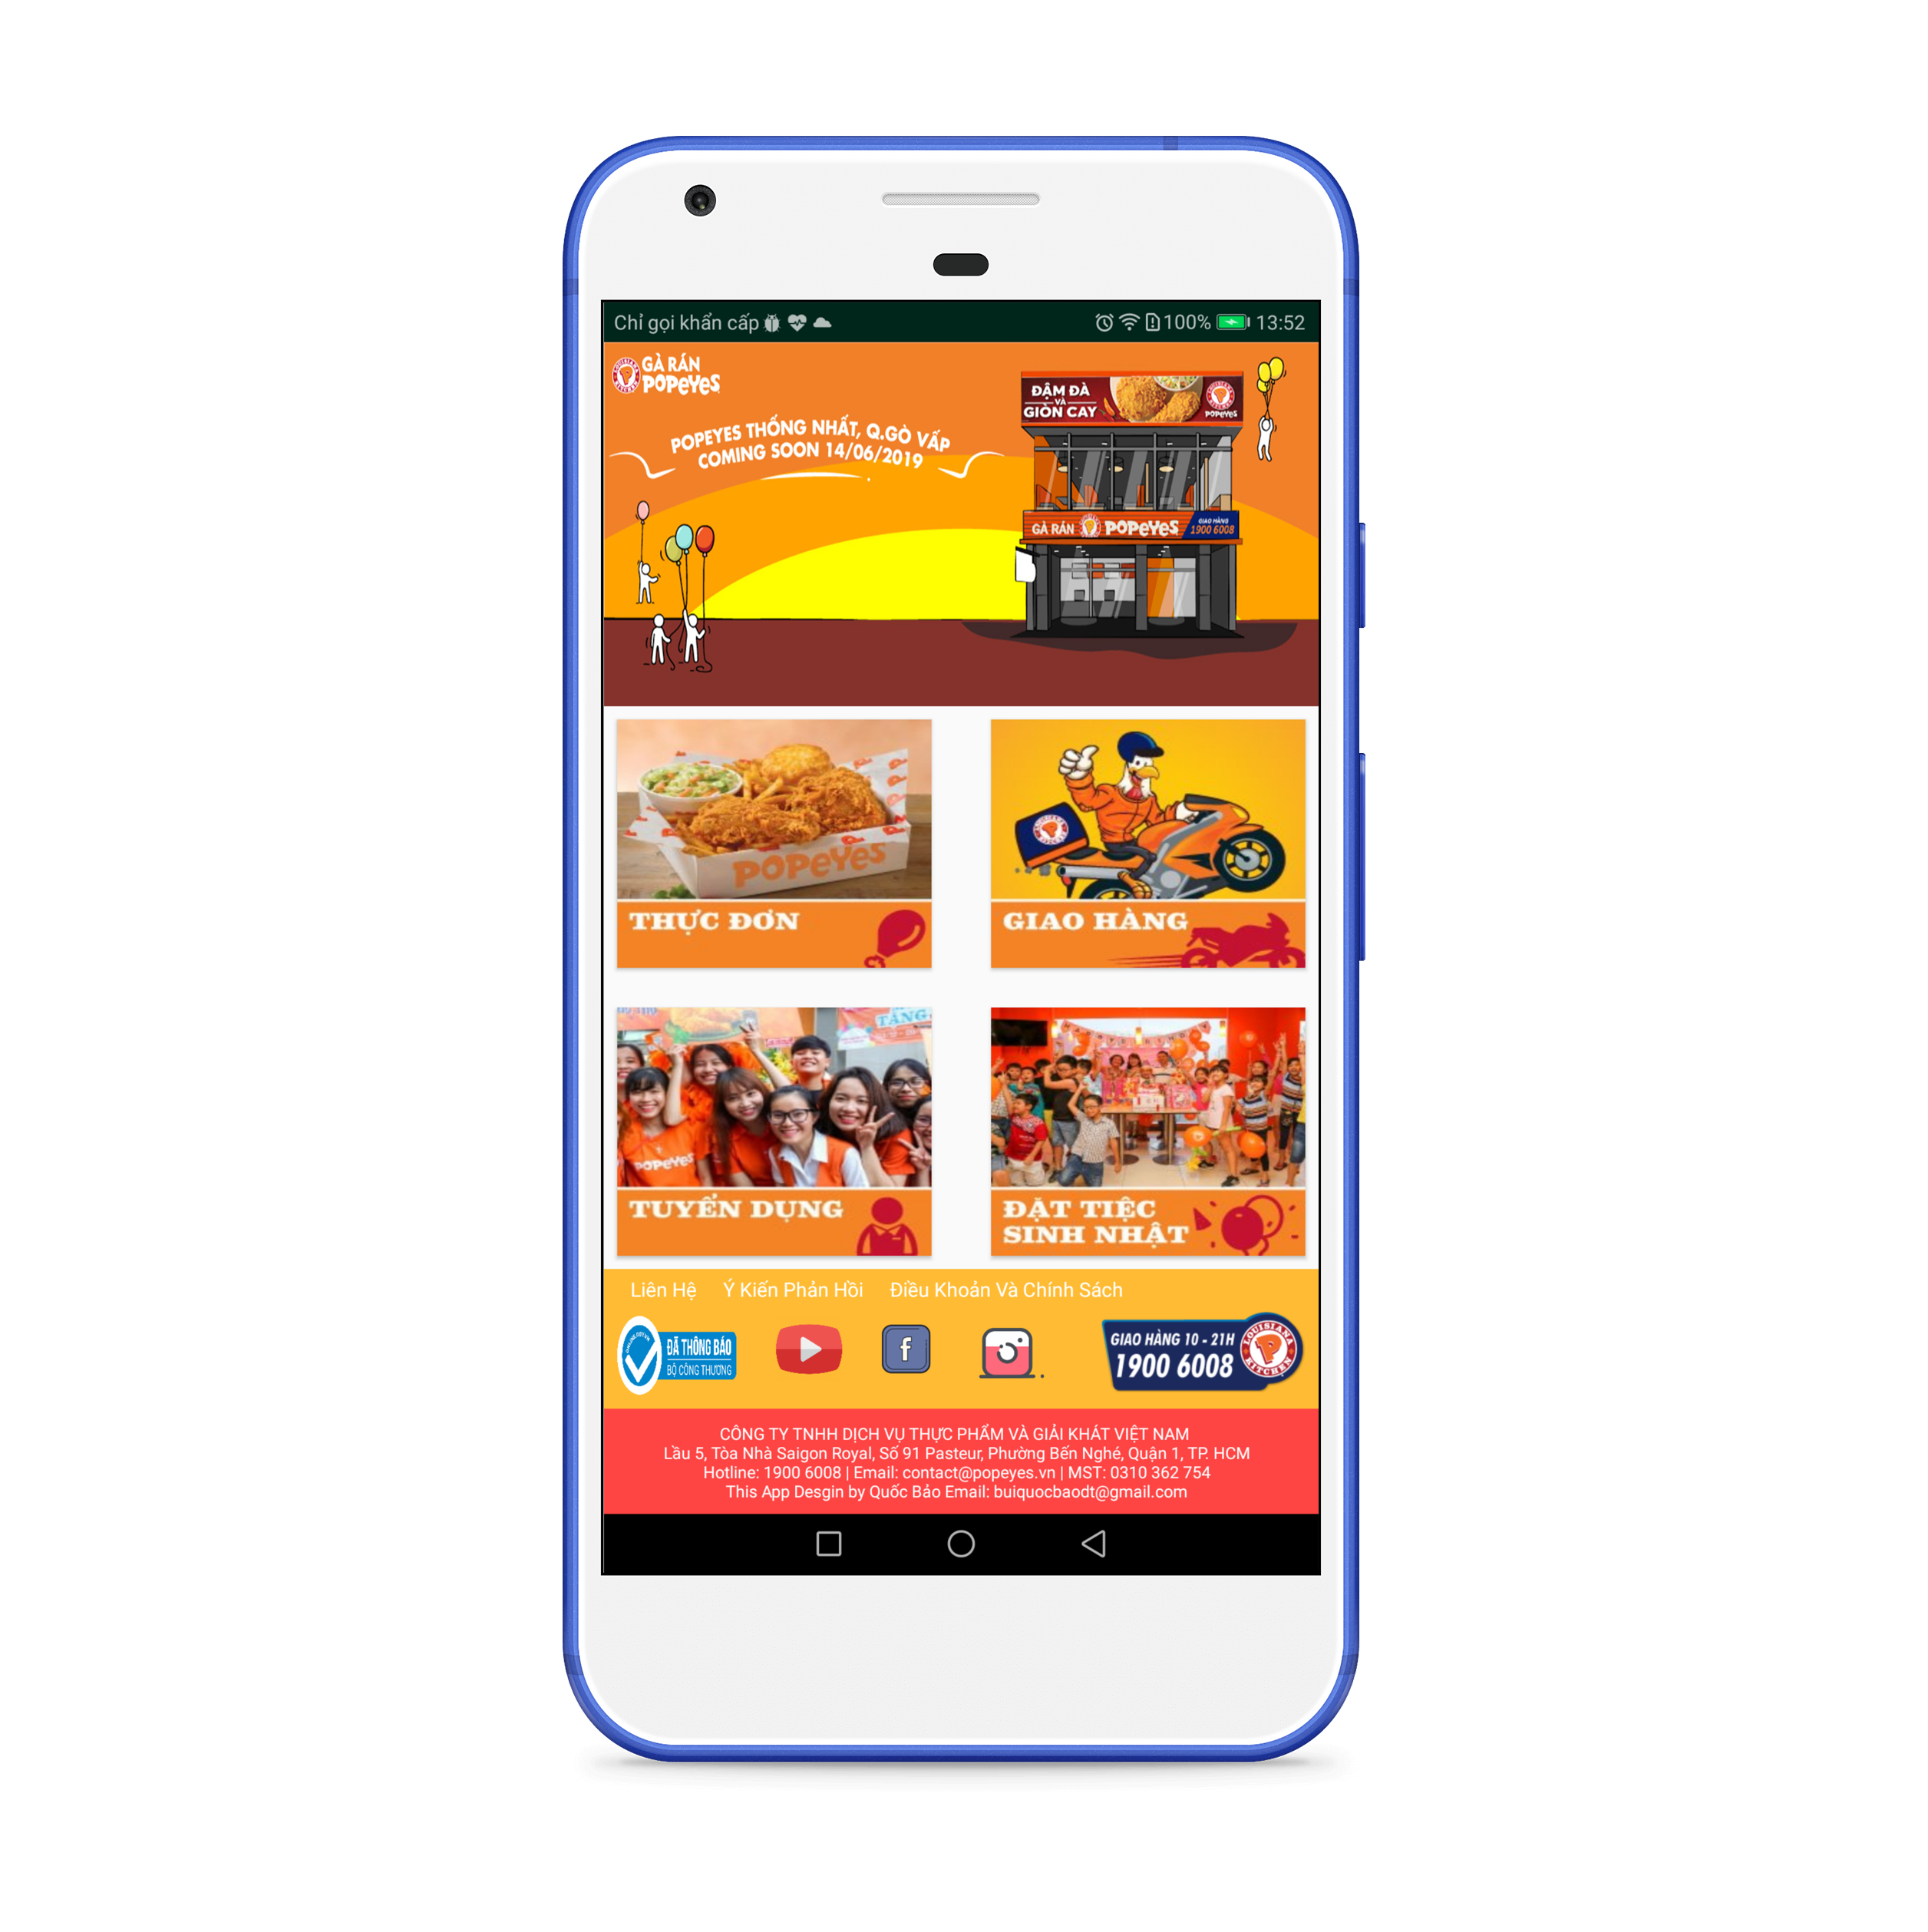 Chỉ gọi khẩn cấp 100% 13:52
GÀ RÁN
POPEYES
POPEYES THỐNG NHẤT, Q.GÒ VẤP
COMING SOON 14/06/2019
ĐẬM ĐÀ
VÀ
GIÒN CAY
POPEYES
GÀ RÁN POPEYES
GIAO HÀNG
1900 6008
POPEYES
THỰC ĐƠN
GIAO HÀNG
TẶNG
POPEYES
TUYỂN DỤNG
ĐẶT TIỆC
SINH NHẬT
Liên Hệ Ý Kiến Phản Hồi Điều Khoản Và Chính Sách
ĐÃ THÔNG BÁO
BỘ CÔNG THƯƠNG
f
GIAO HÀNG 10 - 21H
1900 6008
LOUISIANA
KITCHEN
CÔNG TY TNHH DỊCH VỤ THỰC PHẨM VÀ GIẢI KHÁT VIỆT NAM
Lầu 5, Tòa Nhà Saigon Royal, Số 91 Pasteur, Phường Bến Nghé, Quận 1, TP. HCM
Hotline: 1900 6008 | Email: contact@popeyes.vn | MST: 0310 362 754
This App Desgin by Quốc Bảo Email: buiquocbaodt@gmail.com